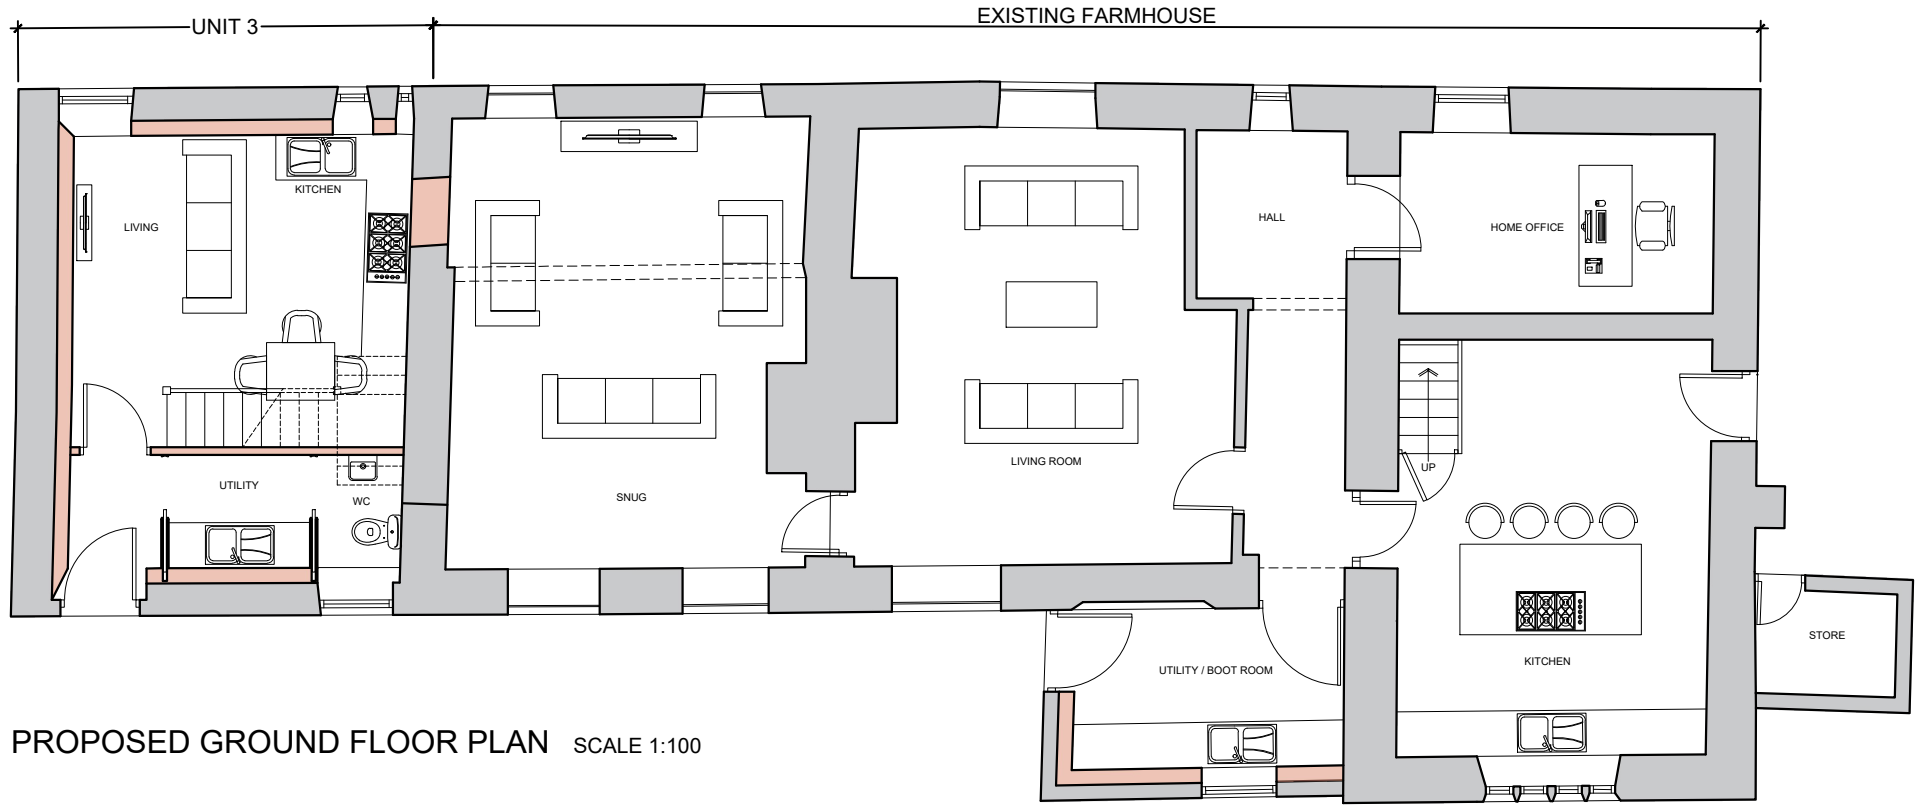 UNIT 3
EXISTING FARMHOUSE
KITCHEN
LIVING
HALL
HOME OFFICE
LIVING ROOM
UP
UTILITY
WC
SNUG
STORE
KITCHEN
UTILITY / BOOT ROOM
PROPOSED GROUND FLOOR PLAN SCALE 1:100